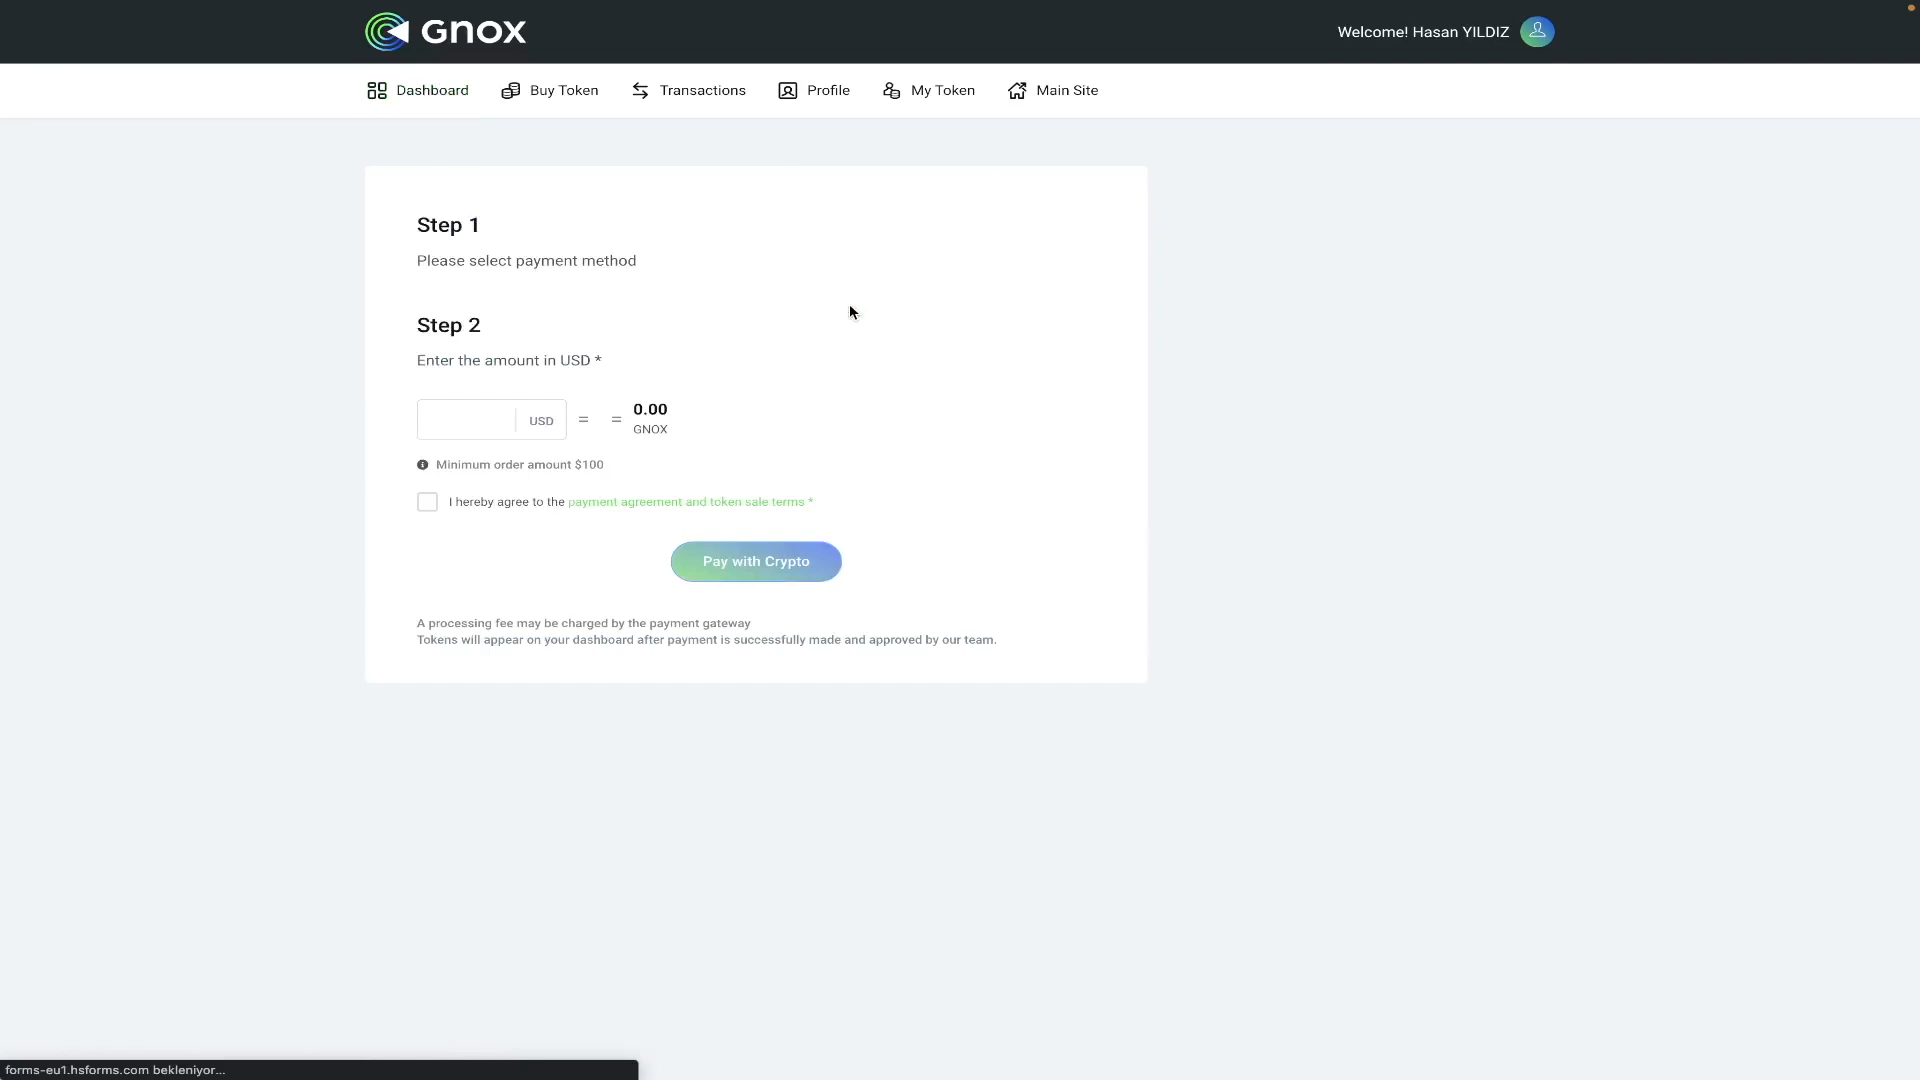 Gnox
Welcome! Hasan YILDIZ
Dashboard
Buy Token
Transactions
Profile
My Token
Main Site
Step 1
Please select payment method
Step 2
Enter the amount in USD *
USD = = 0.00
GNOX
Minimum order amount $100
I hereby agree to the payment agreement and token sale terms *
Pay with Crypto
A processing fee may be charged by the payment gateway
Tokens will appear on your dashboard after payment is successfully made and approved by our team.
forms-eu1.hsforms.com bekleniyor...